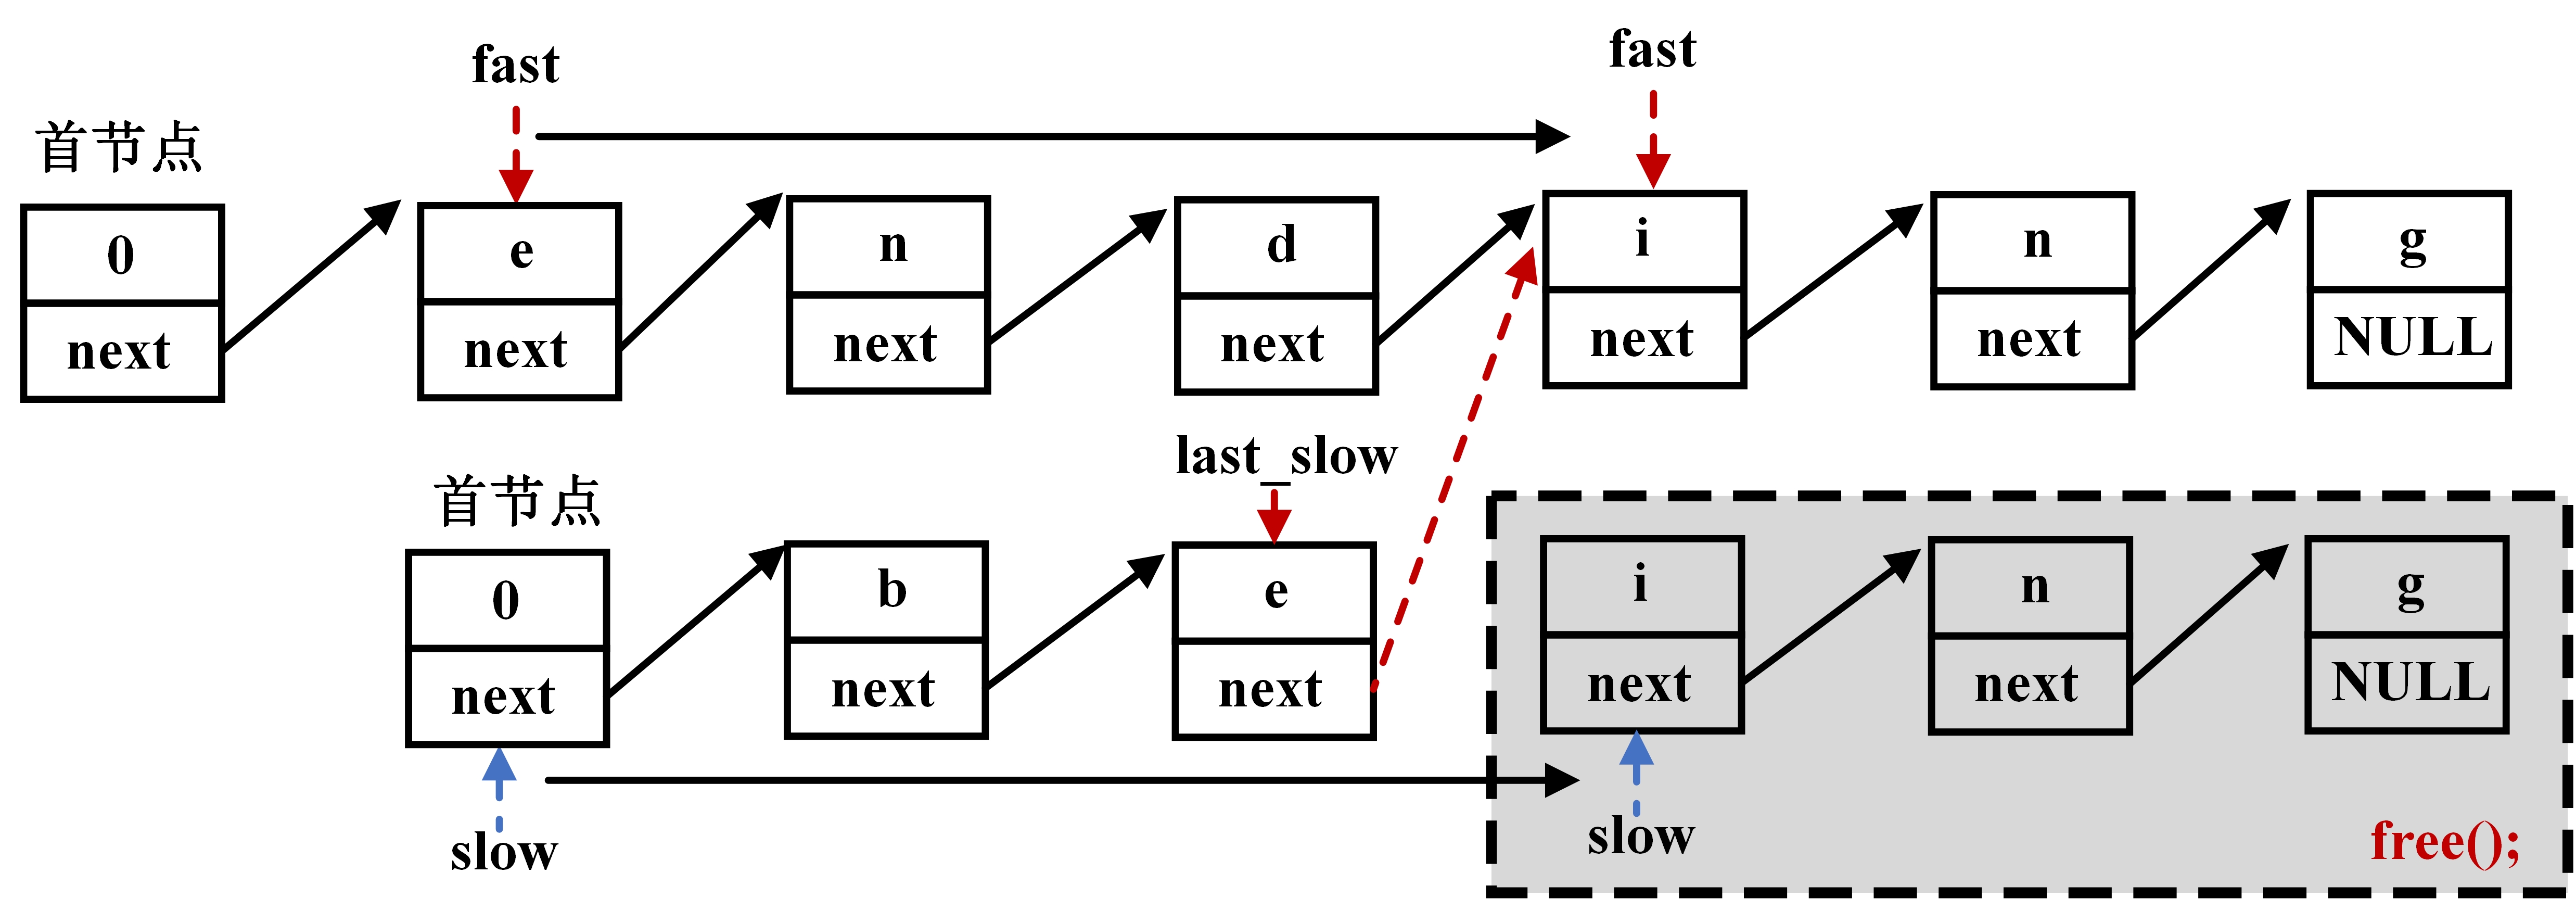 fast fast
首节点
0 e n d i n g
next next next next next next NULL
last_slow
首节点
0 b e i n g
next next next next next NULL
slow slow
free();